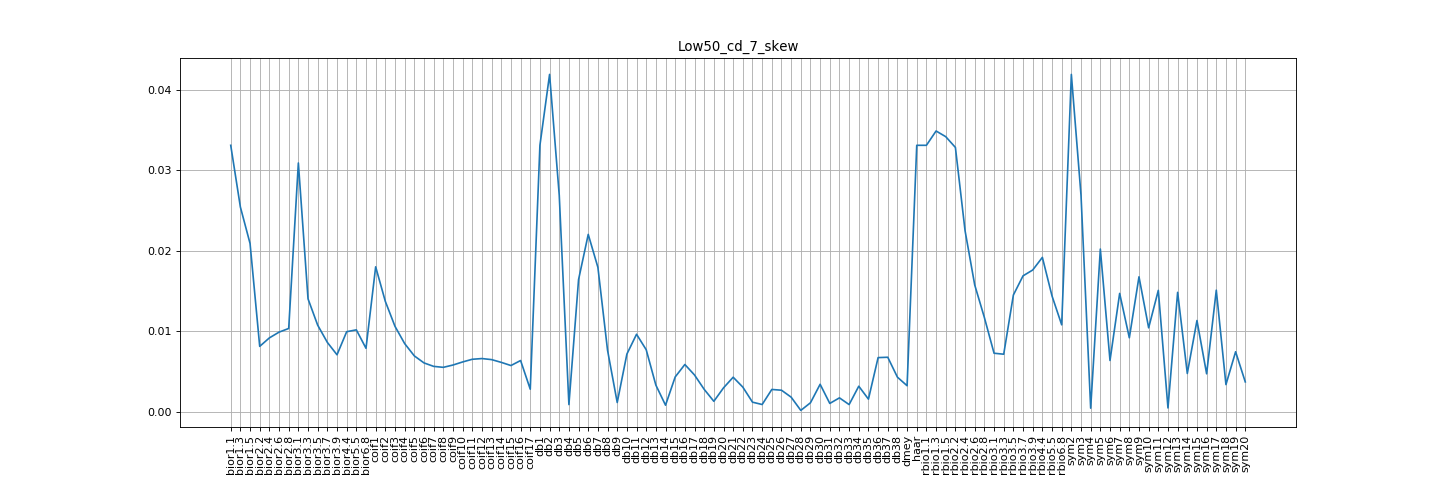 Low50_cd_7_skew
0.04
0.03
0.02
0.01
0.00
bior1.1
bior1.3
bior1.5
bior2.2
bior2.4
bior2.6
bior2.8
bior3.1
bior3.3
bior3.5
bior3.7
bior3.9
bior4.4
bior5.5
bior6.8
coif1
coif2
coif3
coif4
coif5
coif6
coif7
coif8
coif9
coif10
coif11
coif12
coif13
coif14
coif15
coif16
coif17
db1
db2
db3
db4
db5
db6
db7
db8
db9
db10
db11
db12
db13
db14
db15
db16
db17
db18
db19
db20
db21
db22
db23
db24
db25
db26
db27
db28
db29
db30
db31
db32
db33
db34
db35
db36
db37
db38
dmey
haar
rbio1.1
rbio1.3
rbio1.5
rbio2.2
rbio2.4
rbio2.6
rbio2.8
rbio3.1
rbio3.3
rbio3.5
rbio3.7
rbio3.9
rbio4.4
rbio5.5
rbio6.8
sym2
sym3
sym4
sym5
sym6
sym7
sym8
sym9
sym10
sym11
sym12
sym13
sym14
sym15
sym16
sym17
sym18
sym19
sym20